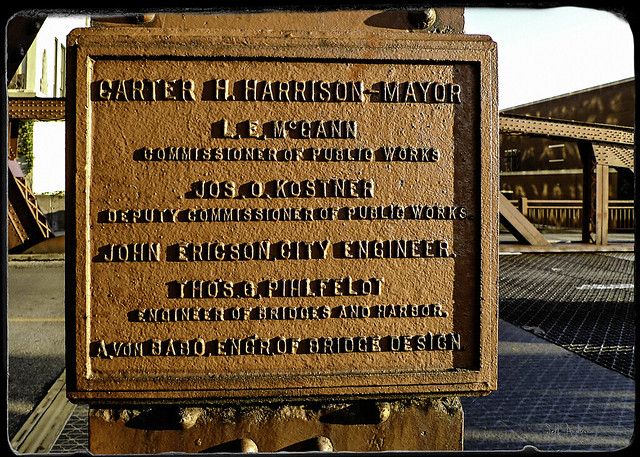 CARTER H. HARRISON,-MAYOR
L. E. McGANN
COMMISSIONER OF PUBLIC WORKS
JOS. O. KOSTNER
DEPUTY COMMISSIONER OF PUBLIC WORKS
JOHN ERICSON, CITY ENGINEER.
THOS. G. PIHLFELDT
ENGINEER OF BRIDGES AND HARBOR.
A. VON BABO, ENGR. OF BRIDGE DESIGN